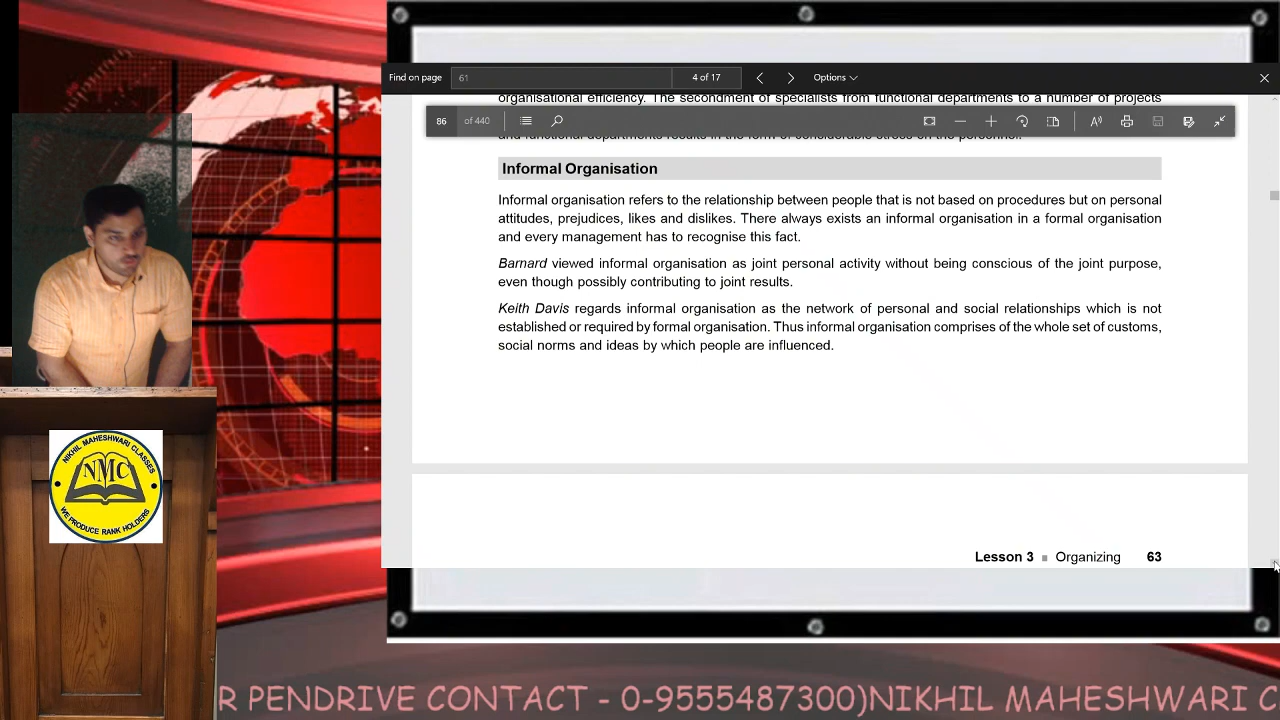 Find on page
61
4 of 17
Options
organisational efficiency. The secondment of specialists from functional departments to a number of projects
86 of 440
Informal Organisation
Informal organisation refers to the relationship between people that is not based on procedures but on personal
attitudes, prejudices, likes and dislikes. There always exists an informal organisation in a formal organisation
and every management has to recognise this fact.
Barnard viewed informal organisation as joint personal activity without being conscious of the joint purpose,
even though possibly contributing to joint results.
Keith Davis regards informal organisation as the network of personal and social relationships which is not
established or required by formal organisation. Thus informal organisation comprises of the whole set of customs,
social norms and ideas by which people are influenced.
Lesson 3 ■ Organizing 63
NIKHIL MAHESHWARI CLASSES
NMC
WE PRODUCE RANK HOLDERS
R PENDRIVE CONTACT - 0-9555487300)NIKHIL MAHESHWARI C